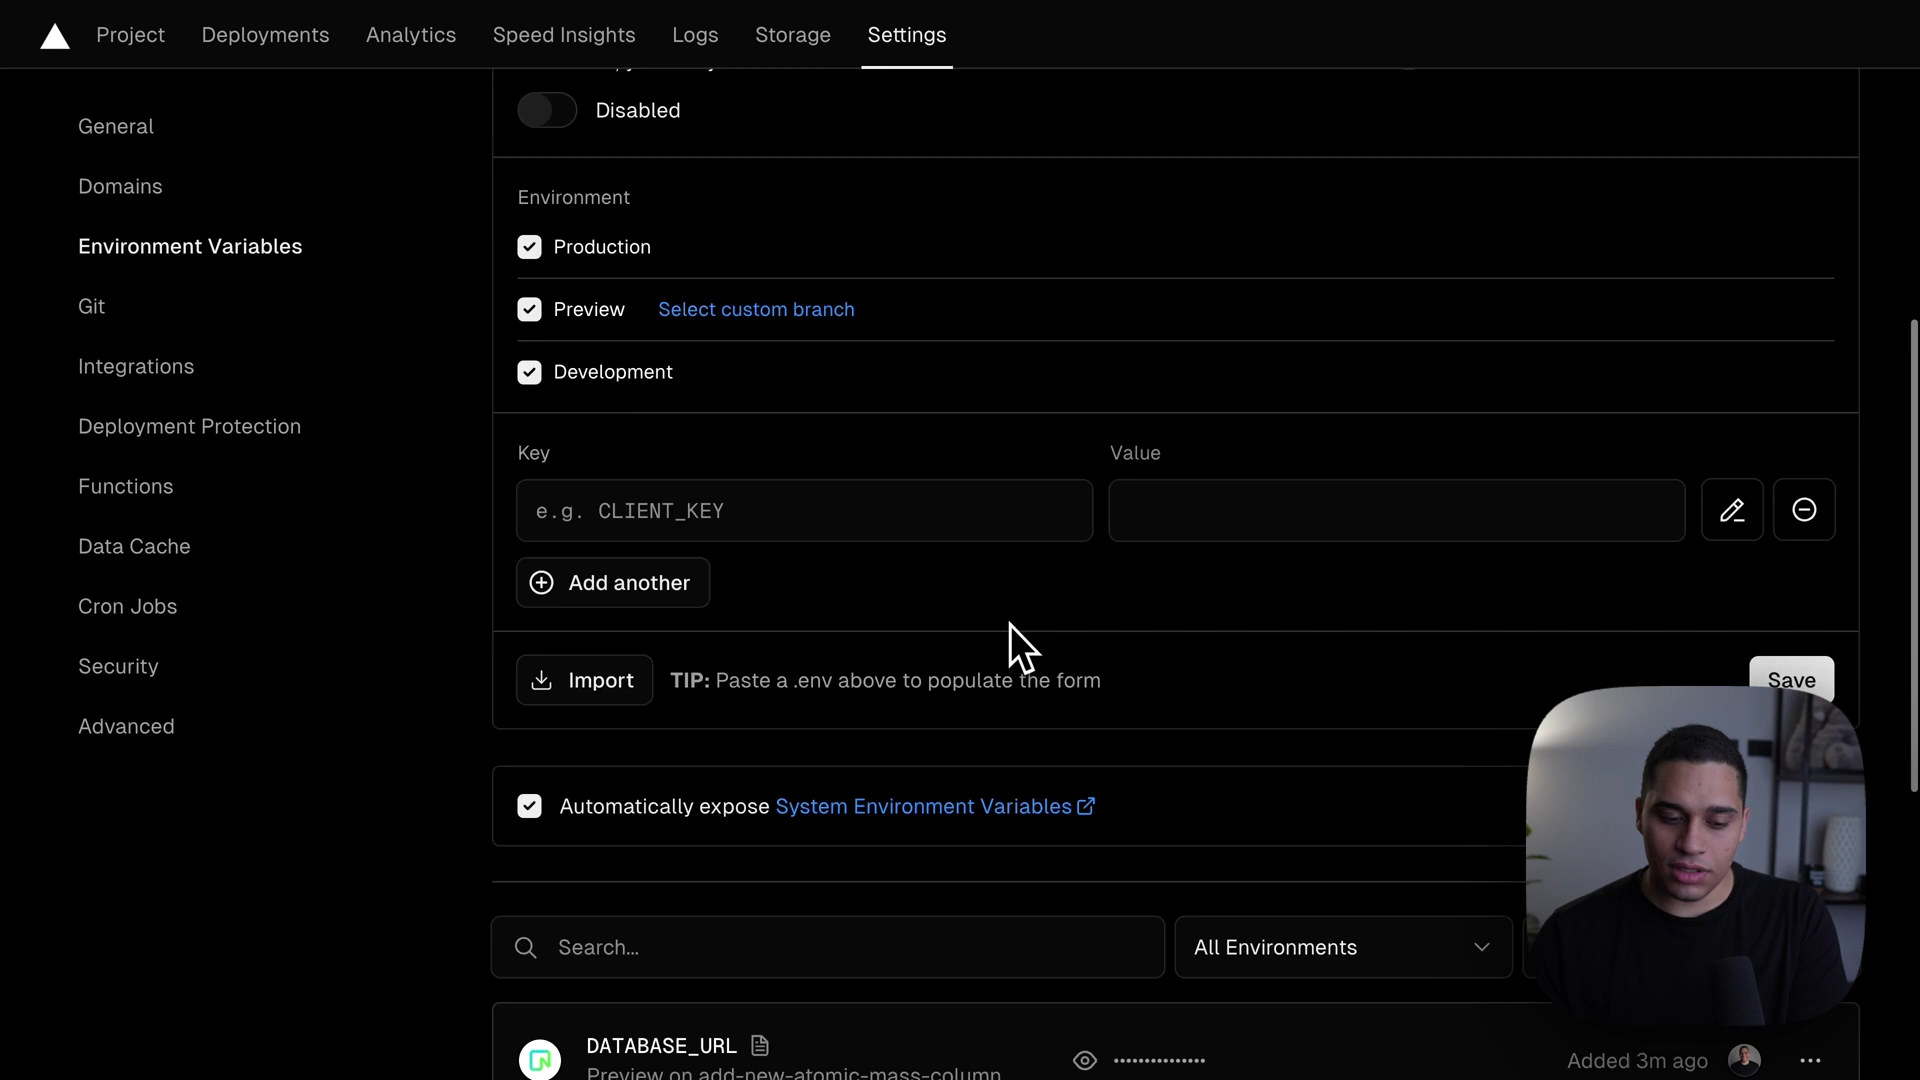 Project Deployments Analytics Speed Insights Logs Storage Settings
Disabled
General
Domains
Environment Variables
Git
Integrations
Deployment Protection
Functions
Data Cache
Cron Jobs
Security
Advanced
Environment
Production
Preview Select custom branch
Development
Key Value
e.g. CLIENT_KEY
Add another
Import TIP: Paste a .env above to populate the form Save
Automatically expose System Environment Variables
Search... All Environments
DATABASE_URL
Preview on add-new-atomic-mass-column
•••••••••••••• Added 3m ago